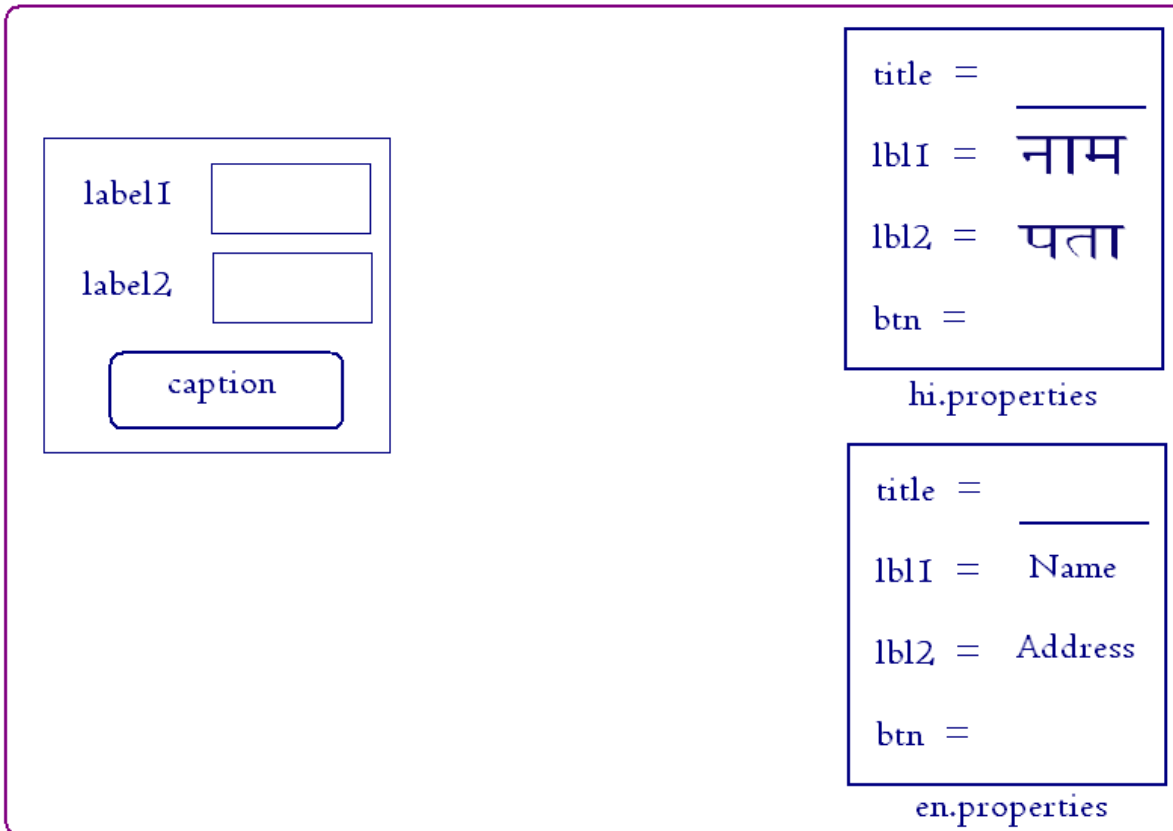 label1
label2
caption
title =
lbl1 = नाम
lbl2 = पता
btn =
hi.properties
title =
lbl1 = Name
lbl2 = Address
btn =
en.properties